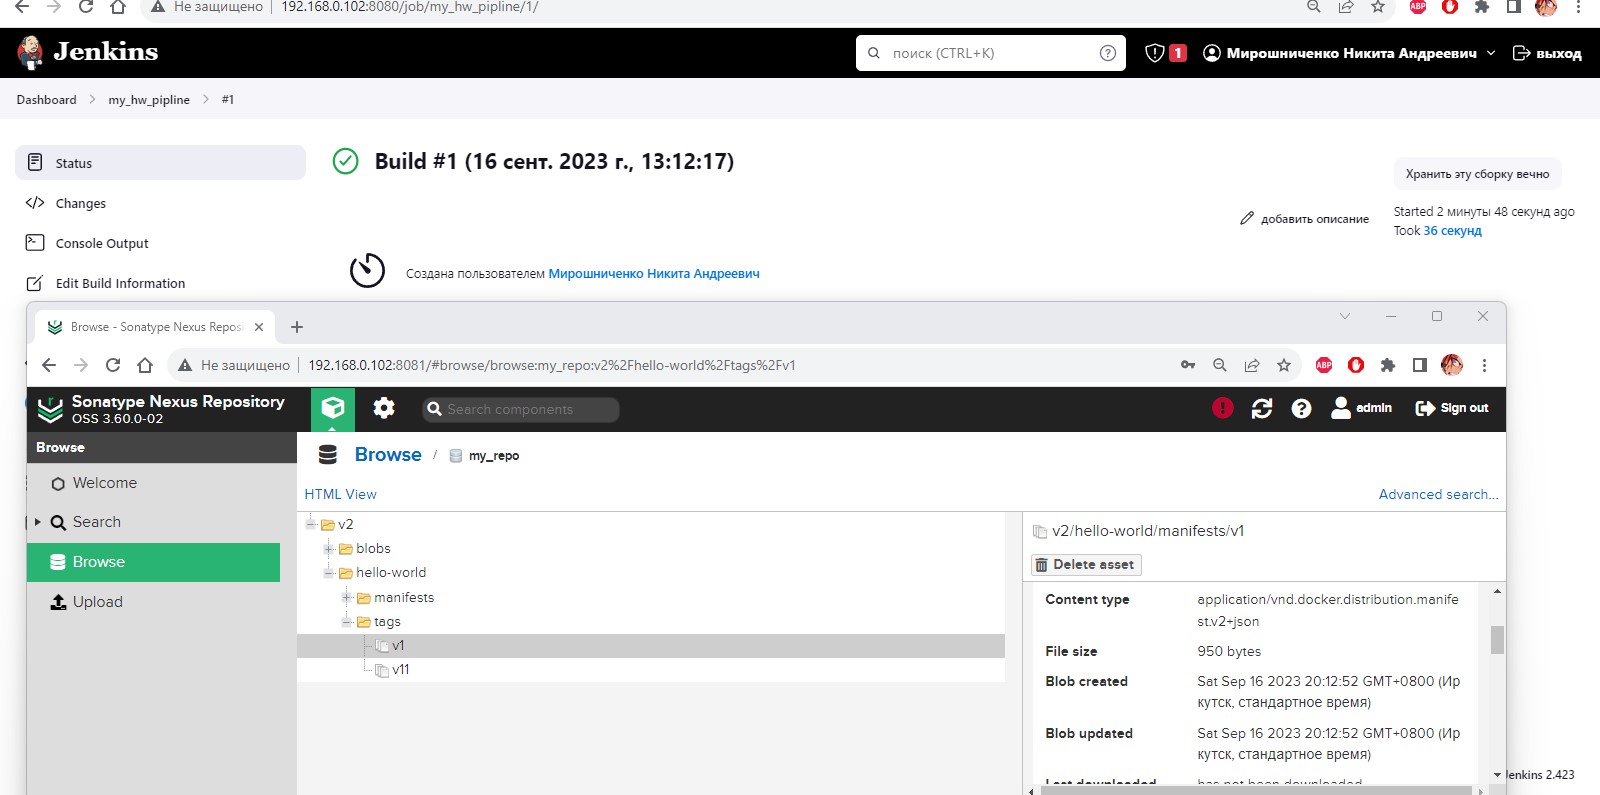 Не защищено 192.168.0.102:8080/job/my_hw_pipline/1/
ABP
Jenkins
поиск (CTRL+K)
1
Мирошниченко Никита Андреевич
выход
Dashboard my_hw_pipline #1
Status
Changes
Console Output
Edit Build Information
Build #1 (16 сент. 2023 г., 13:12:17)
Хранить эту сборку вечно
добавить описание
Started 2 минуты 48 секунд ago
Took 36 секунд
Создана пользователем Мирошниченко Никита Андреевич
Browse - Sonatype Nexus Reposi
Не защищено 192.168.0.102:8081/#browse/browse:my_repo:v2%2Fhello-world%2Ftags%2Fv1
ABP
Sonatype Nexus Repository
OSS 3.60.0-02
Search components
admin
Sign out
Browse
Welcome
Search
Browse
Upload
Browse / my_repo
HTML View
Advanced search...
v2
blobs
hello-world
manifests
tags
v1
v11
v2/hello-world/manifests/v1
Delete asset
Content type application/vnd.docker.distribution.manife
st.v2+json
File size 950 bytes
Blob created Sat Sep 16 2023 20:12:52 GMT+0800 (Ир
кутск, стандартное время)
Blob updated Sat Sep 16 2023 20:12:52 GMT+0800 (Ир
кутск, стандартное время)
Last downloaded has not been downloaded
Jenkins 2.423